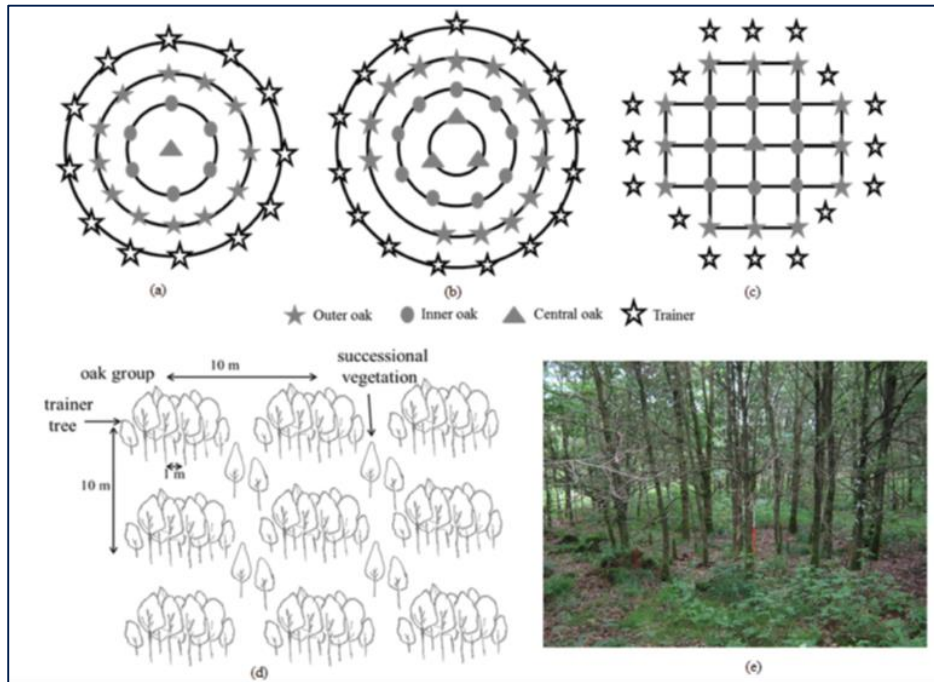 (a)
(b)
(c)
Outer oak
Inner oak
Central oak
Trainer
oak group
10 m
successional
vegetation
trainer
tree
1 m
10 m
(d)
(e)